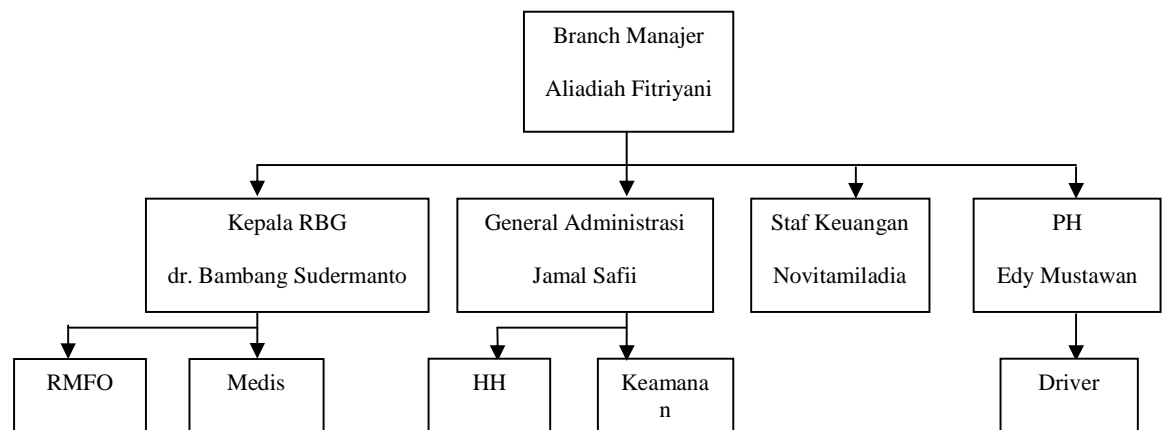 Branch Manajer
Aliadiah Fitriyani
Kepala RBG
dr. Bambang Sudermanto
General Administrasi
Jamal Safii
Staf Keuangan
Novitamiladia
PH
Edy Mustawan
RMFO
Medis
HH
Keamana
n
Driver